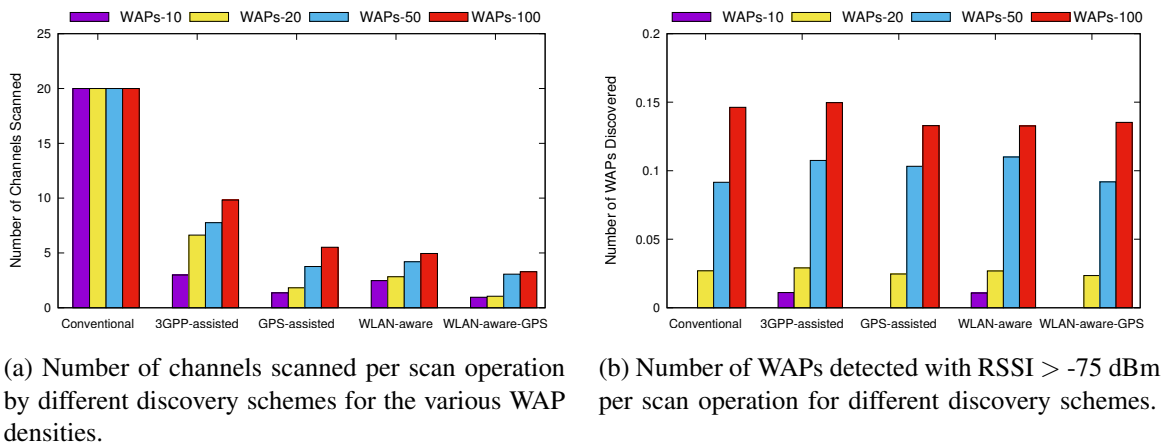 WAPs-10 WAPs-20 WAPs-50 WAPs-100
25
20
15
10
5
0
Number of Channels Scanned
Conventional 3GPP-assisted GPS-assisted WLAN-aware WLAN-aware-GPS
(a) Number of channels scanned per scan operation
by different discovery schemes for the various WAP
densities.
WAPs-10 WAPs-20 WAPs-50 WAPs-100
0.2
0.15
0.1
0.05
0
Number of WAPs Discovered
Conventional 3GPP-assisted GPS-assisted WLAN-aware WLAN-aware-GPS
(b) Number of WAPs detected with RSSI > -75 dBm
per scan operation for different discovery schemes.